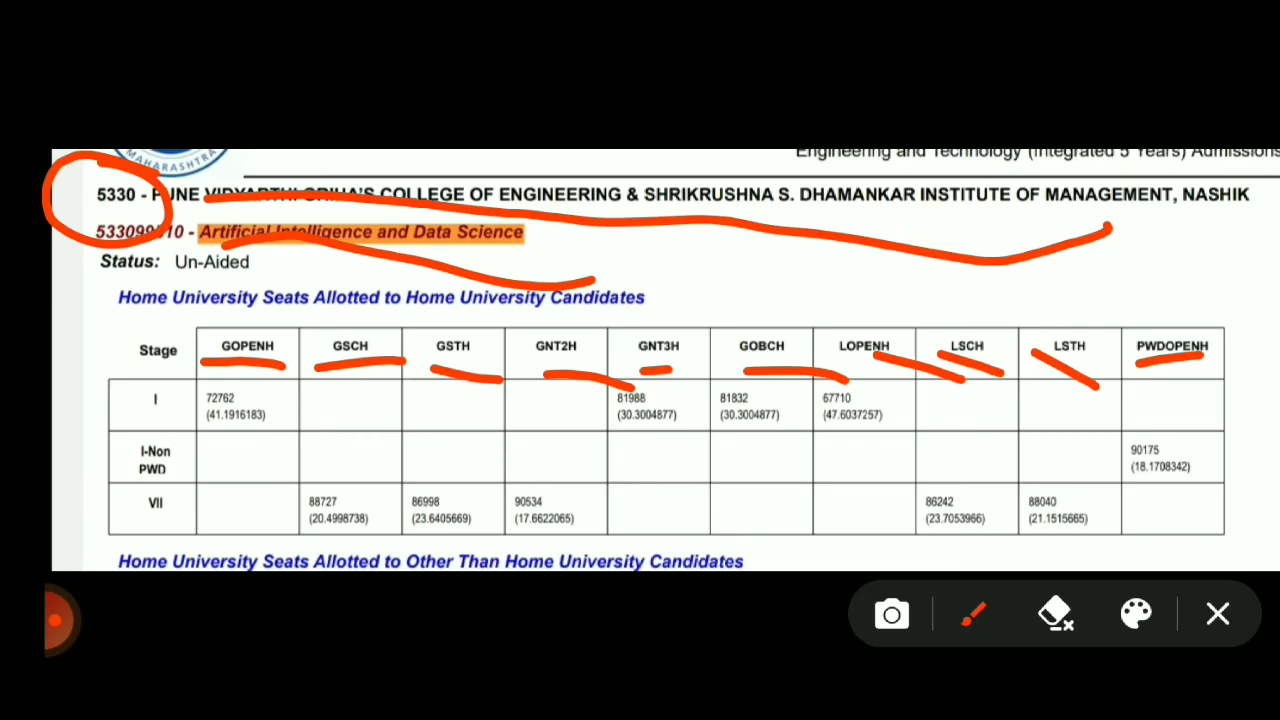 MAHARASHTRA
Engineering and Technology (Integrated 5 Years) Admissions
5330 - PUNE VIDYARTHI GRIHA'S COLLEGE OF ENGINEERING & SHRIKRUSHNA S. DHAMANKAR INSTITUTE OF MANAGEMENT, NASHIK
- Artificial Intelligence and Data Science
Status: Un-Aided
Home University Seats Allotted to Home University Candidates
Stage GOPENH GSCH GSTH GNT2H GNT3H GOBCH LOPENH LSCH LSTH PWDOPENH
I 72762 81988 81832 67710
(41.1916183) (30.3004877) (30.3004877) (47.6037257)
I-Non 90175
PWD (18.1708342)
VII 88727 86998 90534 86242 88040
(20.4998738) (23.6405669) (17.6622065) (23.7053966) (21.1515665)
Home University Seats Allotted to Other Than Home University Candidates